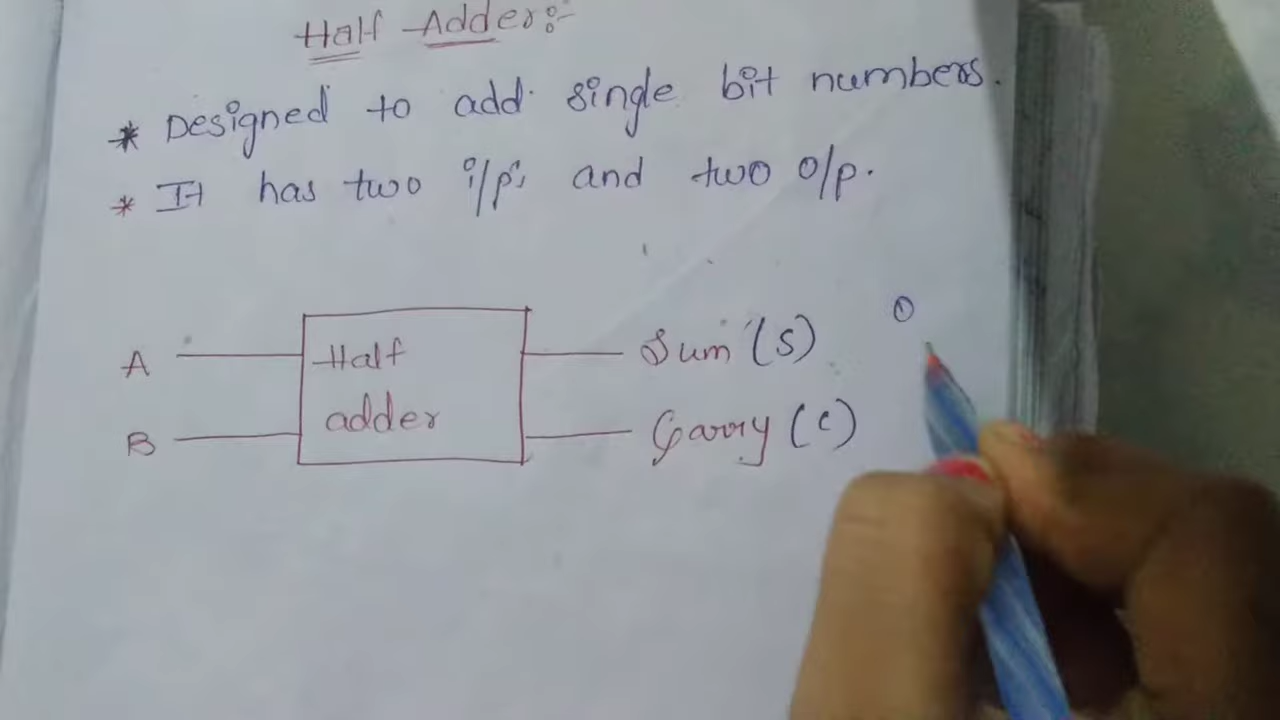 Half Adder:-
* Designed to add single bit numbers.
* It has two i/p's and two o/p.
A
Half adder
B
Sum (S)
Carry (C)
0